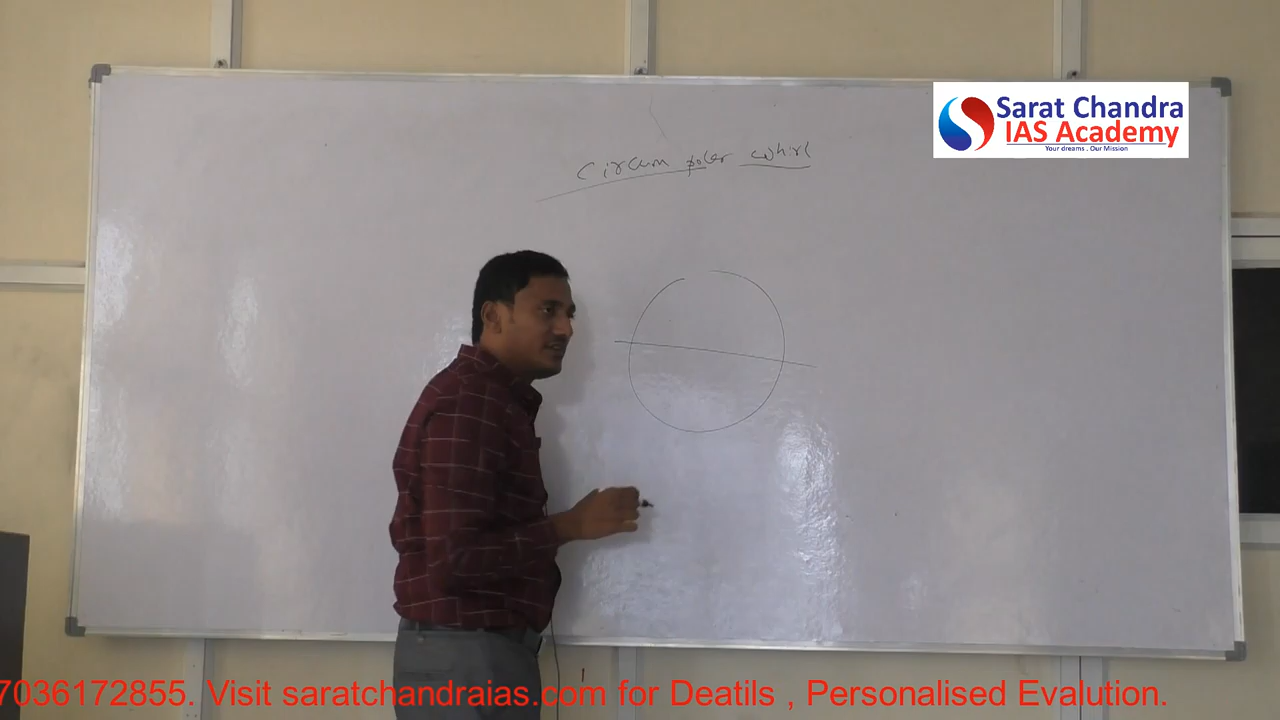 Sarat Chandra
IAS Academy
Your dreams . Our Mission
Circum polar whirl
7036172855. Visit saratchandraias.com for Deatils , Personalised Evalution.